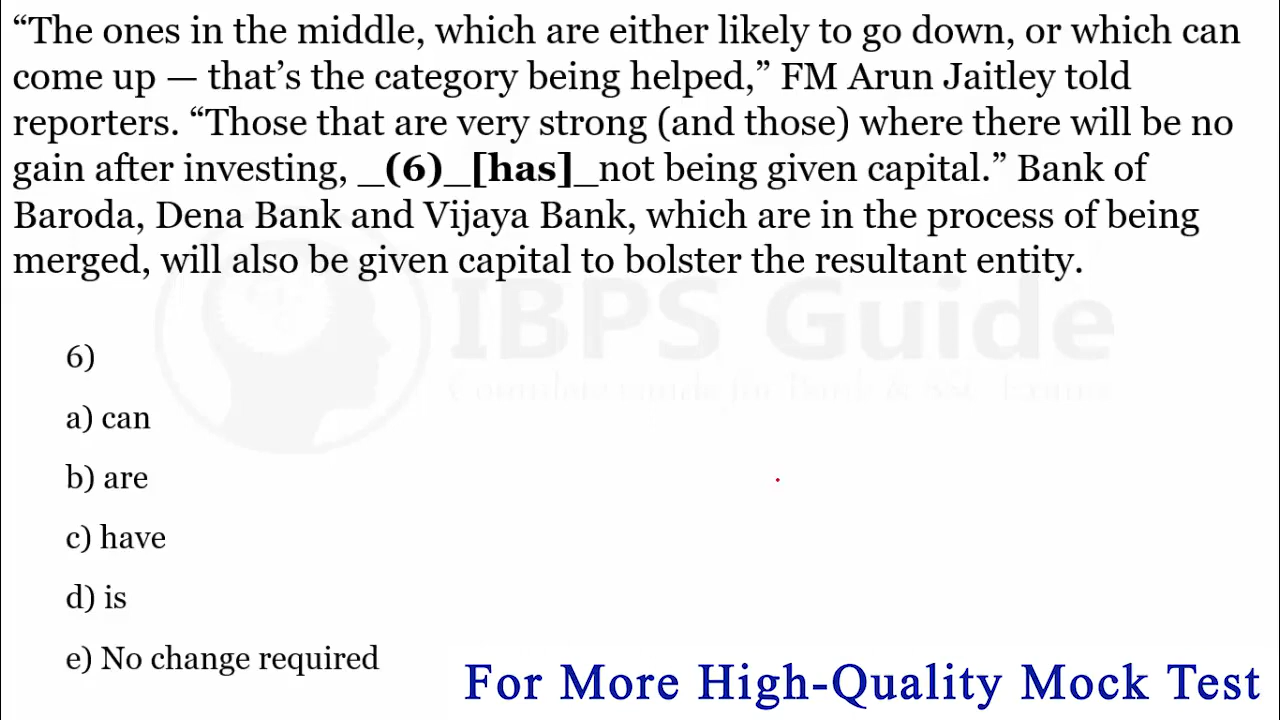 “The ones in the middle, which are either likely to go down, or which can
come up — that’s the category being helped,” FM Arun Jaitley told
reporters. “Those that are very strong (and those) where there will be no
gain after investing, _(6)_[has]_not being given capital.” Bank of
Baroda, Dena Bank and Vijaya Bank, which are in the process of being
merged, will also be given capital to bolster the resultant entity.
IBPS Guide
6)
a) can
b) are
c) have
d) is
e) No change required
For More High-Quality Mock Test